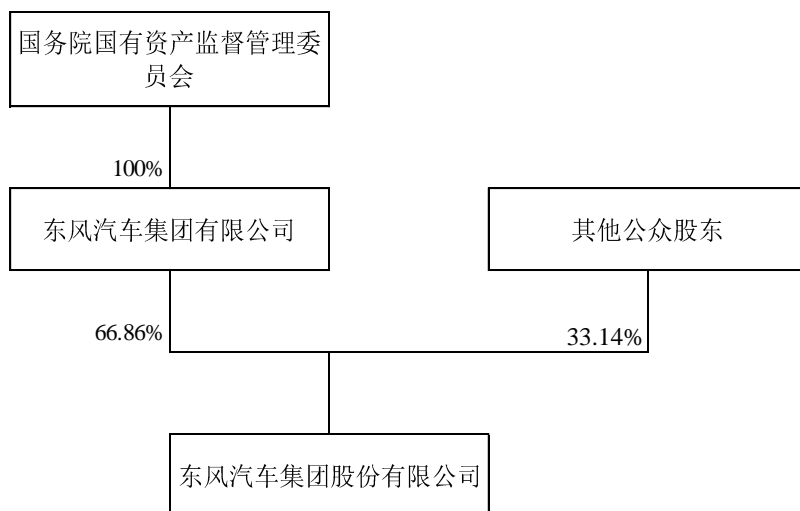 国务院国有资产监督管理委
员会
100%
东风汽车集团有限公司
其他公众股东
66.86%
33.14%
东风汽车集团股份有限公司